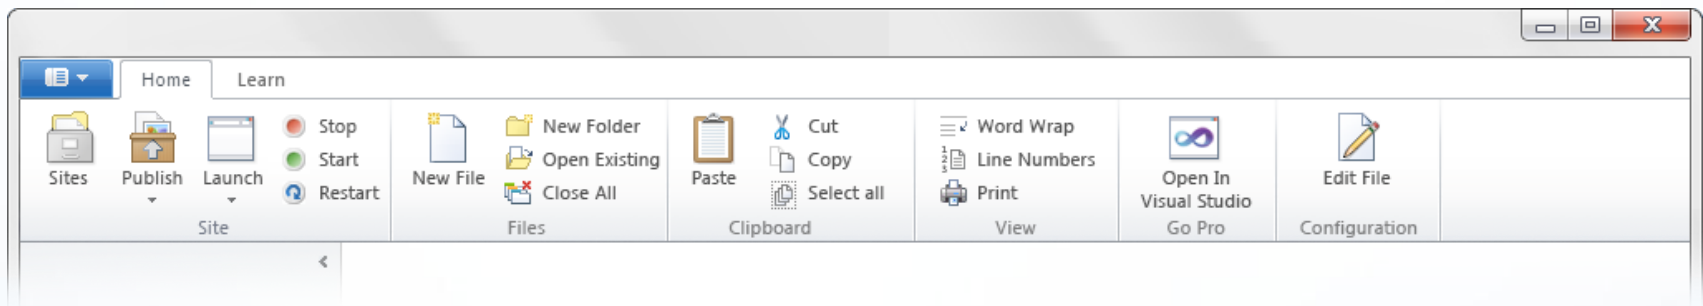 Home Learn
Sites
Publish
Launch
Stop
Start
Restart
Site
New File
New Folder
Open Existing
Close All
Files
Paste
Cut
Copy
Select all
Clipboard
Word Wrap
Line Numbers
Print
View
Open In
Visual Studio
Go Pro
Edit File
Configuration